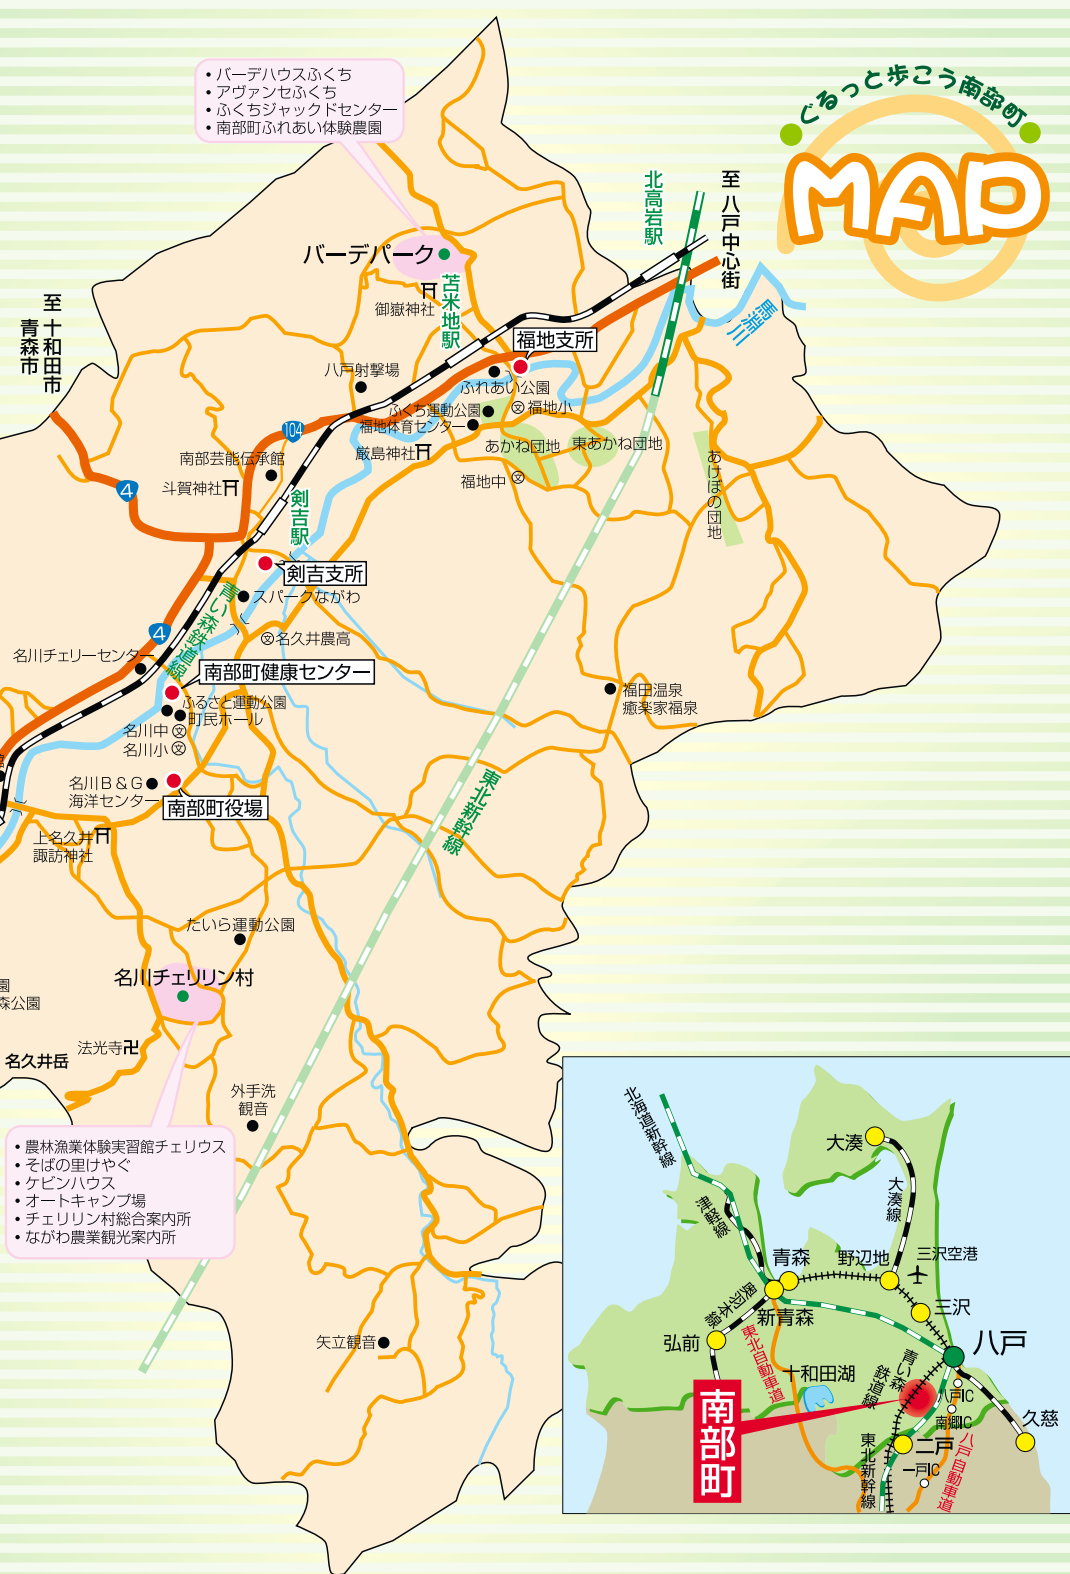 ぐるっと歩こう南部町
MAP
• バーデハウスふくち
• アヴァンセふくち
• ふくちジャックドセンター
• 南部町ふれあい体験農園
北高岩駅
至 八戸中心街
馬淵川
バーデパーク
御嶽神社
苫米地駅
至 十和田市
青森市
福地支所
八戸射撃場
ふれあい公園
ふくち運動公園
福地小
福地体育センター
104
厳島神社
あかね団地
東あかね団地
あけぼの団地
南部芸能伝承館
斗賀神社
福地中
4
剣吉駅
剣吉支所
スパークながわ
青い森鉄道線
4
名久井農高
名川チェリーセンター
南部町健康センター
ふるさと運動公園
町民ホール
名川中
名川小
福田温泉
癒楽家福泉
名川B&G
海洋センター
南部町役場
東北新幹線
上名久井
諏訪神社
たいら運動公園
名川チェリリン村
園
森公園
法光寺
名久井岳
外手洗
観音
• 農林漁業体験実習館チェリウス
• そばの里けやぐ
• ケビンハウス
• オートキャンプ場
• チェリリン村総合案内所
• ながわ農業観光案内所
矢立観音
北海道新幹線
大湊
大湊線
津軽線
青森
野辺地
三沢空港
奥羽本線
新青森
三沢
弘前
東北自動車道
八戸
十和田湖
青い森
鉄道線
八戸IC
南郷IC
久慈
南部町
二戸
一戸IC
東北新幹線
八戸自動車道